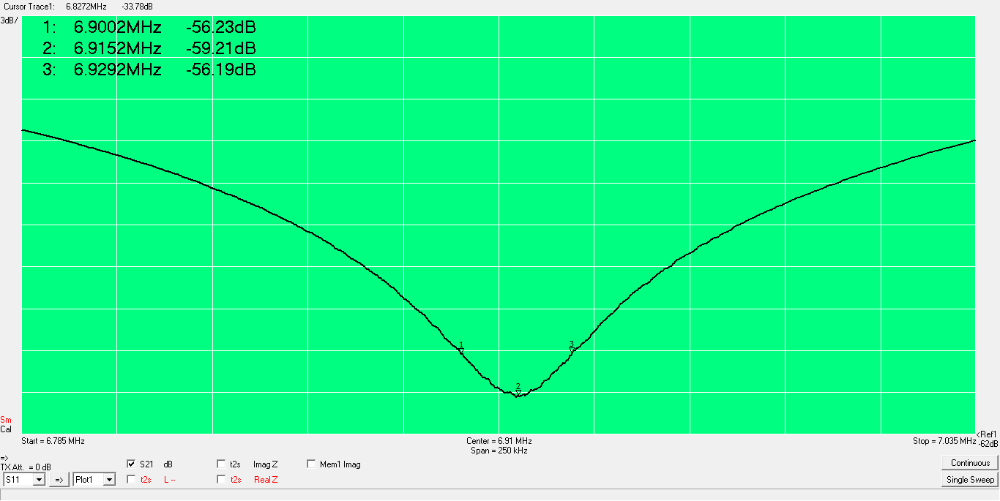 Cursor Trace1: 6.8272MHz -33.78dB
3dB/
1: 6.9002MHz -56.23dB
2: 6.9152MHz -59.21dB
3: 6.9292MHz -56.19dB
1
3
2
Sm
Cal
<Ref1
-62dB
Start = 6.785 MHz
Center = 6.91 MHz
Stop = 7.035 MHz
Span = 250 kHz
=>
TX Att. = 0 dB
S21 dB
t2s Imag Z
Mem1 Imag
Continuous
S11
=>
Plot1
t2s L --
t2s Real Z
Single Sweep